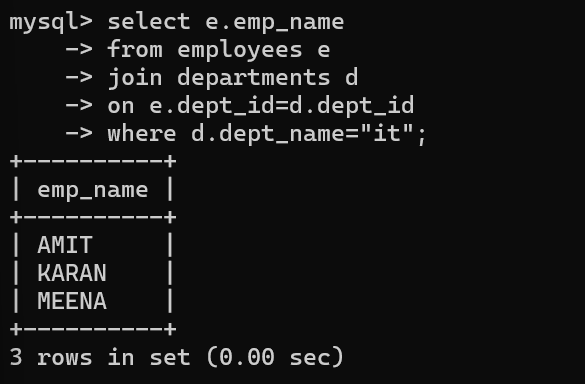 mysql> select e.emp_name
    -> from employees e
    -> join departments d
    -> on e.dept_id=d.dept_id
    -> where d.dept_name="it";
+----------+
| emp_name |
+----------+
| AMIT     |
| KARAN    |
| MEENA    |
+----------+
3 rows in set (0.00 sec)